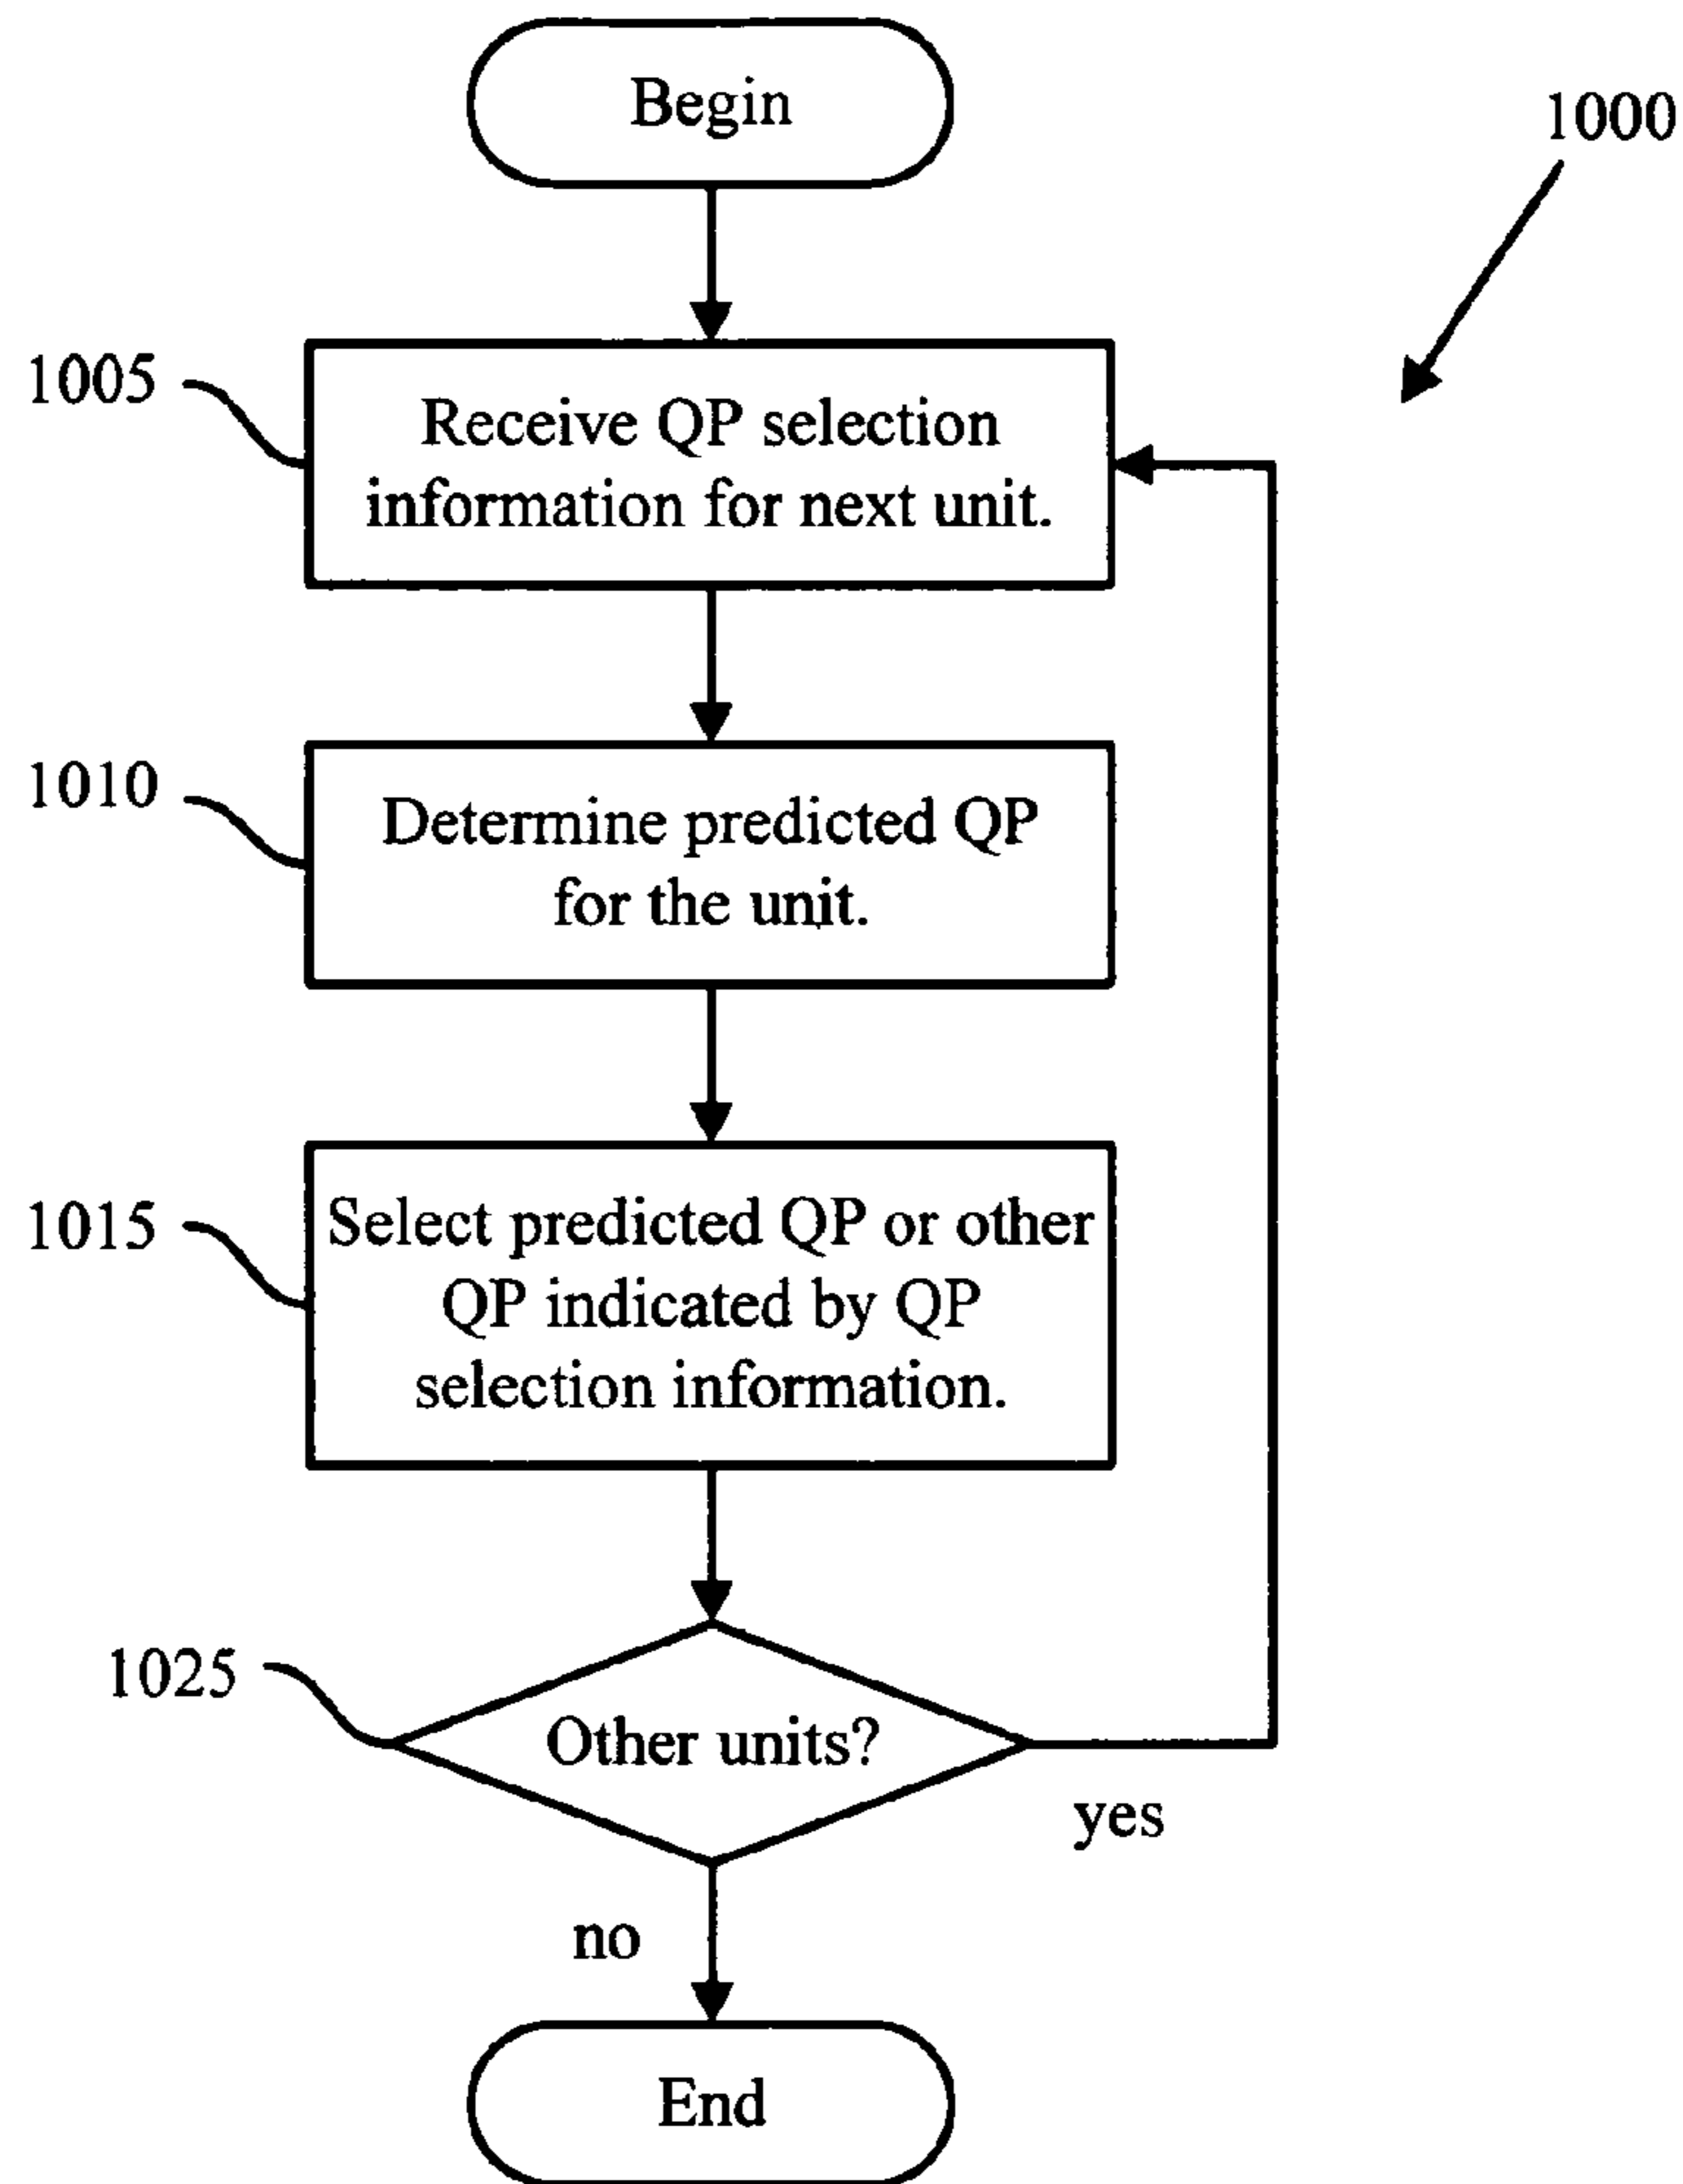 Begin
1000
1005
Receive QP selection
information for next unit.
1010
Determine predicted QP
for the unit.
1015
Select predicted QP or other
QP indicated by QP
selection information.
1025
Other units?
yes
no
End